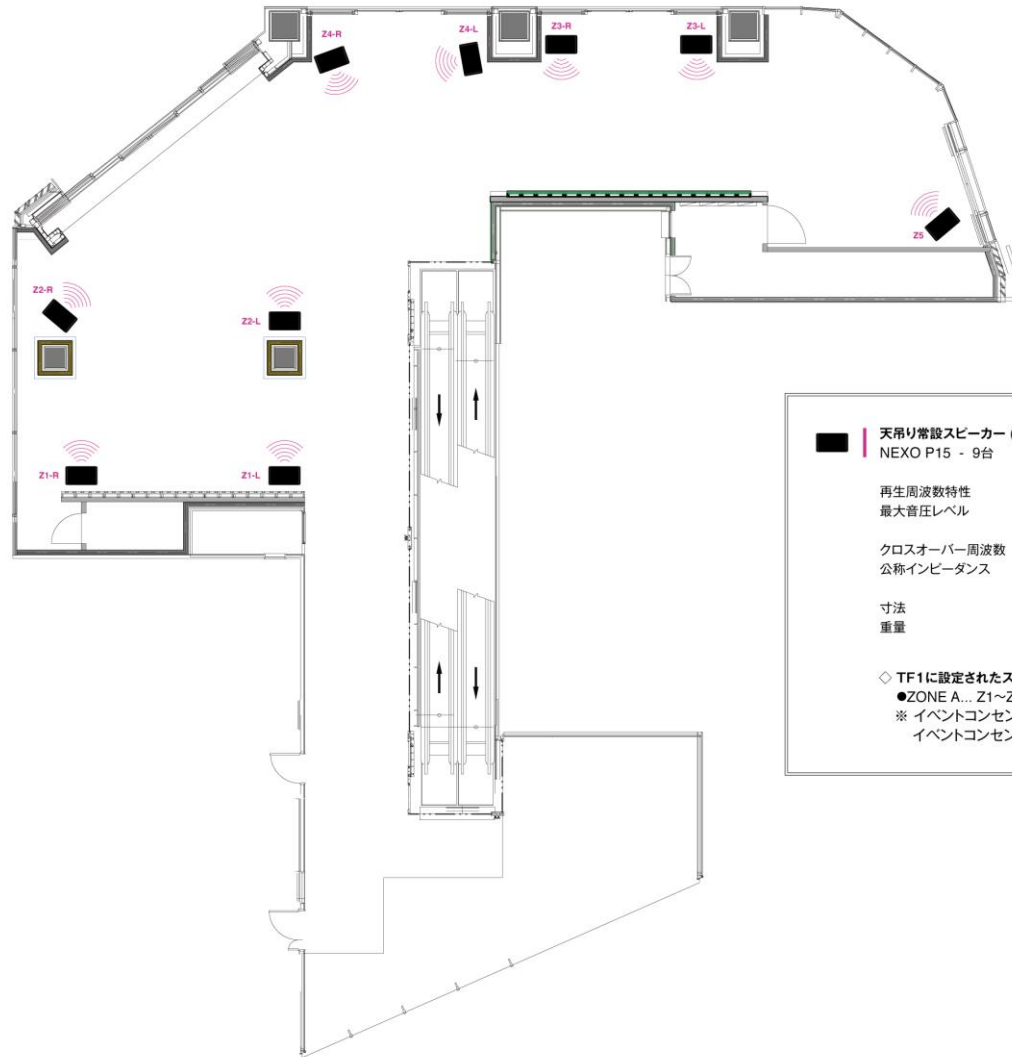 Z4-R
Z4-L
Z3-R
Z3-L
Z5
Z2-R
Z2-L
Z1-R
Z1-L
天吊り常設スピーカー (
NEXO P15 - 9台
再生周波数特性
最大音圧レベル
クロスオーバー周波数
公称インピーダンス
寸法
重量
◇ TF1に設定されたス
●ZONE A... Z1〜Z
※ イベントコンセン
イベントコンセン